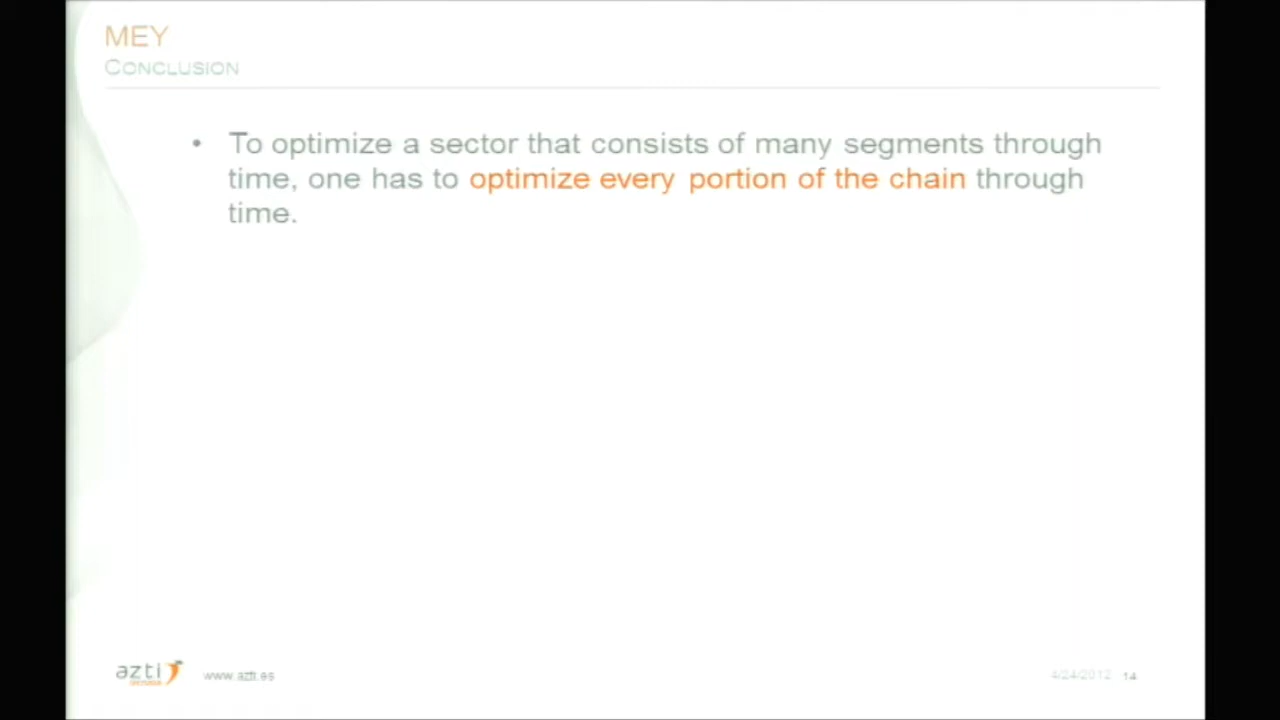 MEY
CONCLUSION
• To optimize a sector that consists of many segments through
time, one has to optimize every portion of the chain through
time.
azti
www.azti.es
4/24/2012 14